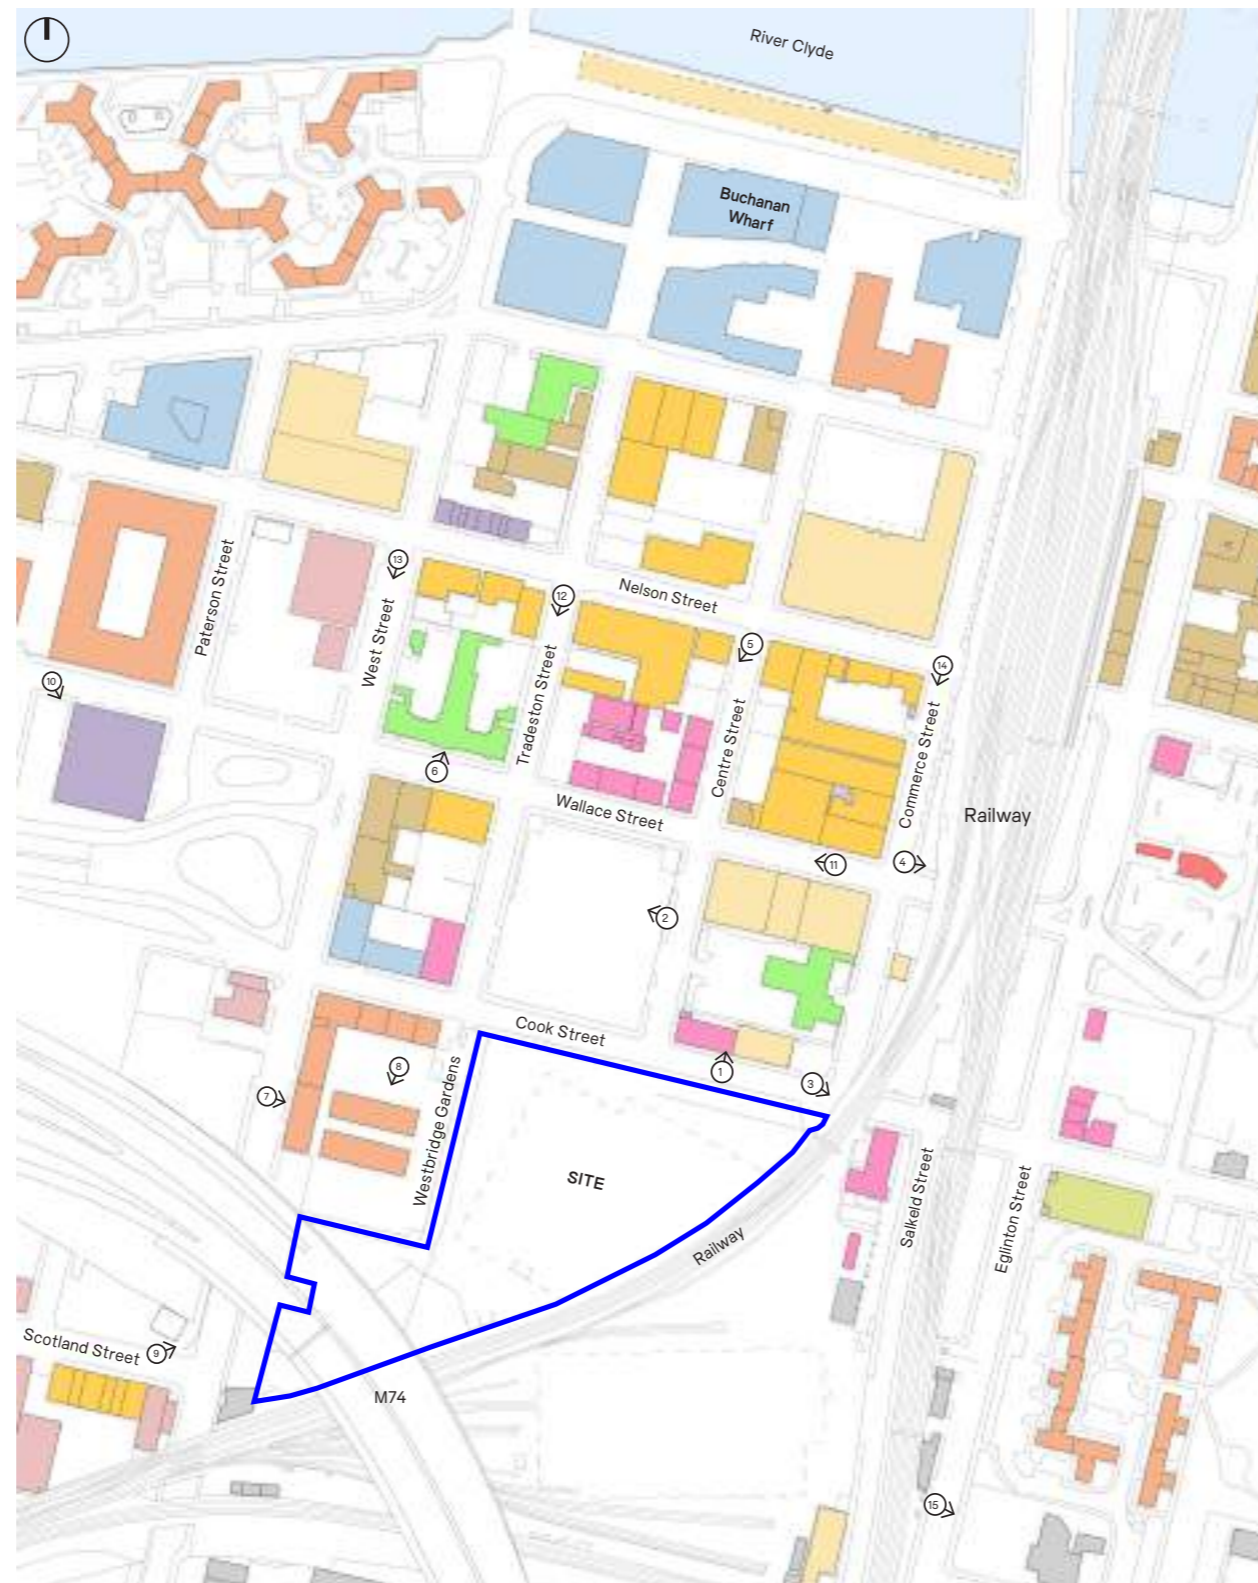 River Clyde
Buchanan
Wharf
Paterson Street
13
West Street
12
Nelson Street
5
14
10
Tradeston Street
Centre Street
Commerce Street
6
Wallace Street
Railway
11
4
2
Cook Street
1
3
8
7
Westbridge Gardens
SITE
Salkeld Street
Eglinton Street
Railway
Scotland Street
9
M74
15